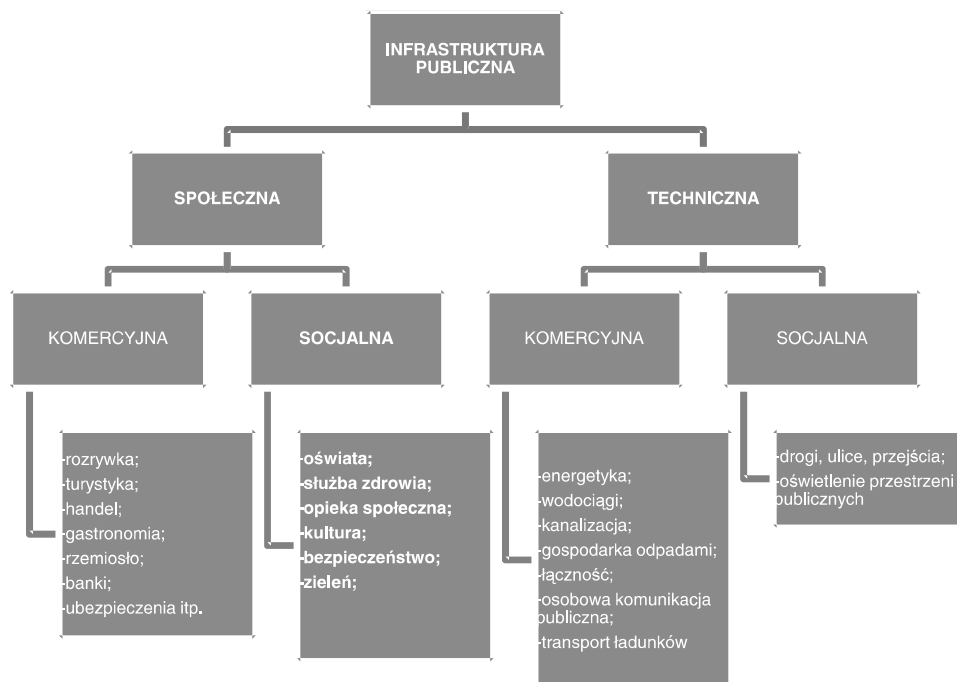 INFRASTRUKTURA
PUBLICZNA
SPOŁECZNA
TECHNICZNA
KOMERCYJNA
SOCJALNA
KOMERCYJNA
SOCJALNA
-rozrywka;
-turystyka;
-handel;
-gastronomia;
-rzemiosło;
-banki;
-ubezpieczenia itp.
-oświata;
-służba zdrowia;
-opieka społeczna;
-kultura;
-bezpieczeństwo;
-zieleń;
-energetyka;
-wodociągi;
-kanalizacja;
-gospodarka odpadami;
-łączność;
-osobowa komunikacja
publiczna;
-transport ładunków
-drogi, ulice, przejścia;
-oświetlenie przestrzeni
publicznych